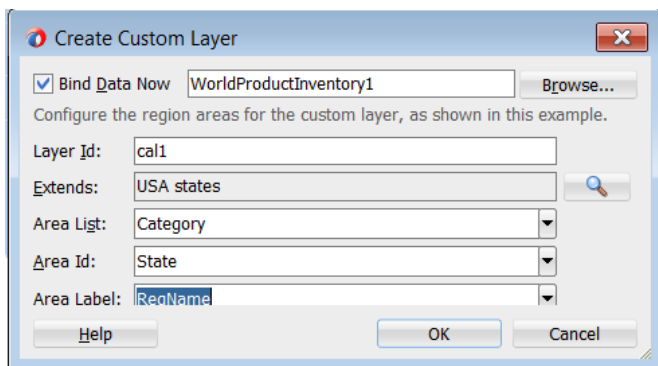 Create Custom Layer
Bind Data Now WorldProductInventory1 Browse...
Configure the region areas for the custom layer, as shown in this example.
Layer Id: cal1
Extends: USA states
Area List: Category
Area Id: State
Area Label: RegName
Help OK Cancel